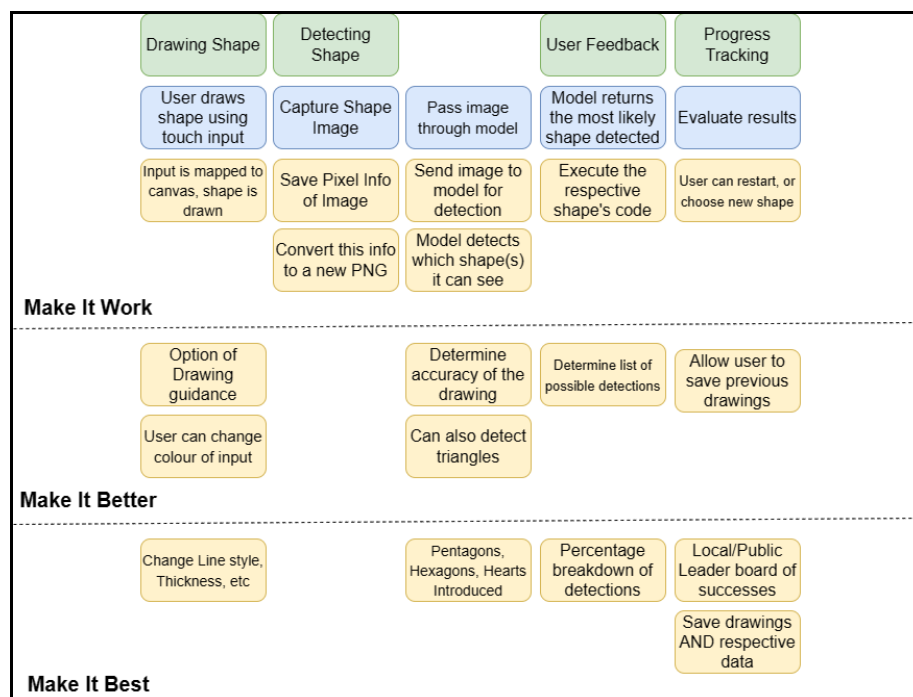 Drawing Shape
Detecting
Shape
User Feedback
Progress
Tracking
User draws
shape using
touch input
Capture Shape
Image
Pass image
through model
Model returns
the most likely
shape detected
Evaluate results
Input is mapped to
canvas, shape is
drawn
Save Pixel Info
of Image
Send image to
model for
detection
Execute the
respective
shape's code
User can restart, or
choose new shape
Convert this info
to a new PNG
Model detects
which shape(s)
it can see
Make It Work
Option of
Drawing
guidance
Determine
accuracy of the
drawing
Determine list of
possible detections
Allow user to
save previous
drawings
User can change
colour of input
Can also detect
triangles
Make It Better
Change Line style,
Thickness, etc
Pentagons,
Hexagons, Hearts
Introduced
Percentage
breakdown of
detections
Local/Public
Leader board of
successes
Save drawings
AND respective
data
Make It Best